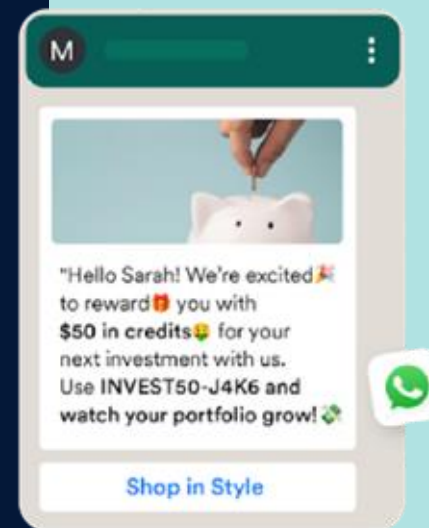 M
"Hello Sarah! We're excited🎉
to reward🎁 you with
$50 in credits🤑 for your
next investment with us.
Use INVEST50-J4K6 and
watch your portfolio grow! 💸
Shop in Style